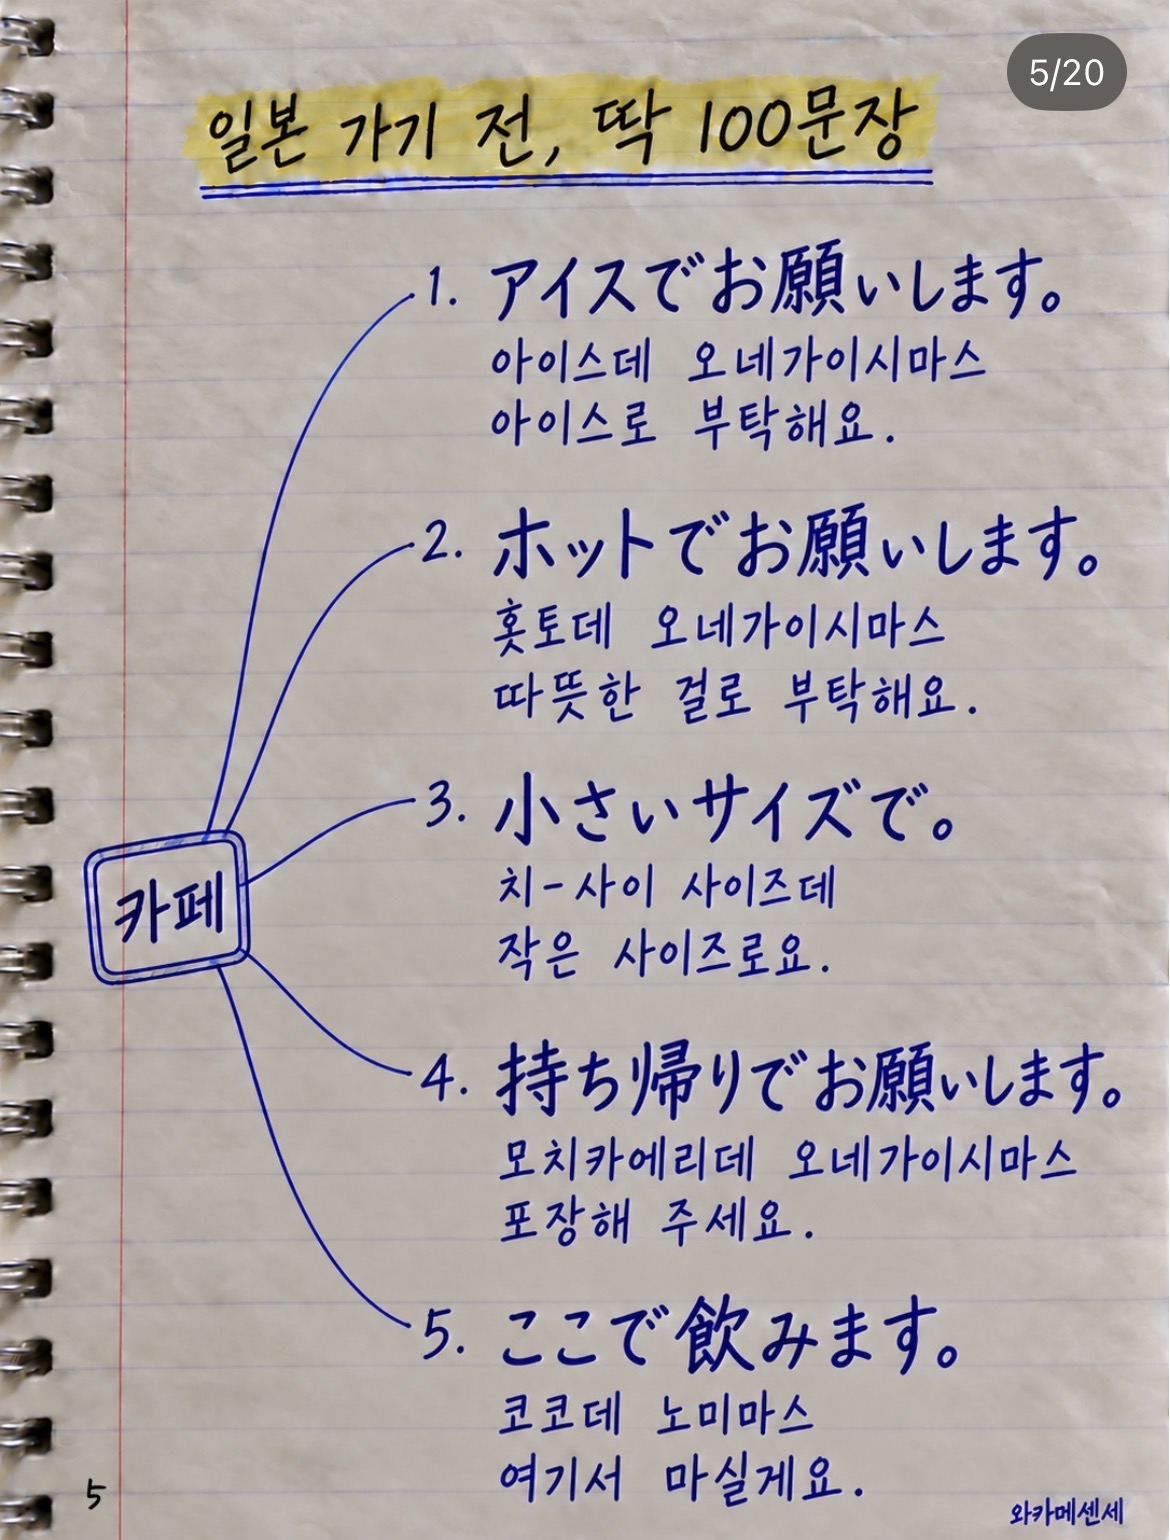 5/20
일본 가기 전, 딱 100문장
카페
1. アイスでお願いします。
아이스데 오네가이시마스
아이스로 부탁해요.
2. ホットでお願いします。
홋토데 오네가이시마스
따뜻한 걸로 부탁해요.
3. 小さいサイズで。
치-사이 사이즈데
작은 사이즈로요.
4. 持ち帰りでお願いします。
모치카에리데 오네가이시마스
포장해 주세요.
5. ここで飲みます。
코코데 노미마스
여기서 마실게요.
5
와카메센세